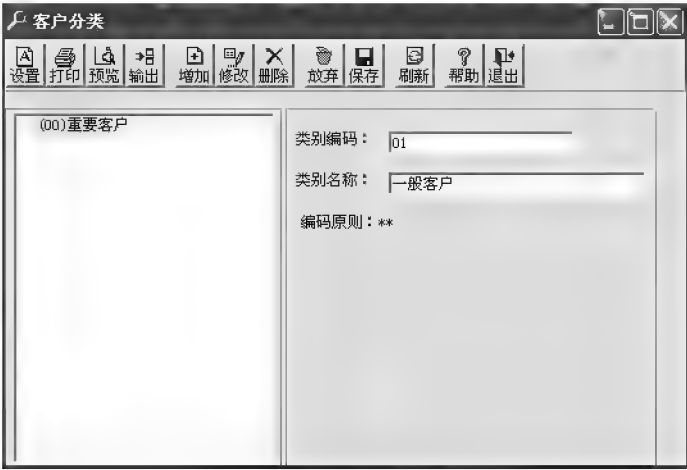 客户分类
设置 打印 预览 输出 增加 修改 删除 放弃 保存 刷新 帮助 退出
(00)重要客户
类别编码： 01
类别名称： 一般客户
编码原则：**